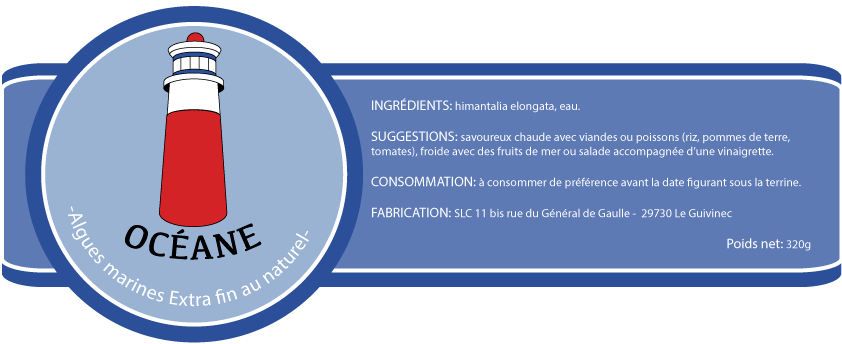 OCÉANE
-Algues marines Extra fin au naturel-
INGRÉDIENTS: himantalia elongata, eau.
SUGGESTIONS: savoureux chaude avec viandes ou poissons (riz, pommes de terre,
tomates), froide avec des fruits de mer ou salade accompagnée d'une vinaigrette.
CONSOMMATION: à consommer de préférence avant la date figurant sous la terrine.
FABRICATION: SLC 11 bis rue du Général de Gaulle - 29730 Le Guivinec
Poids net: 320g